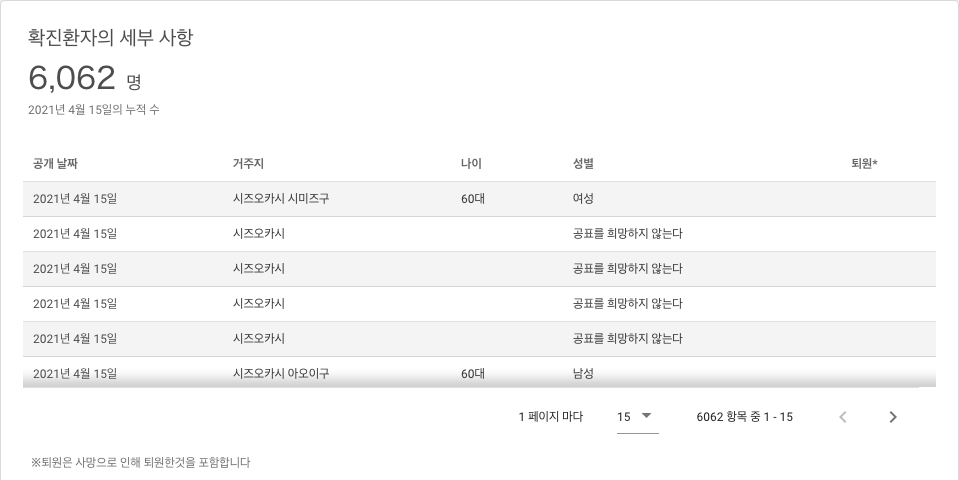 확진환자의 세부 사항
6,062 명
2021년 4월 15일의 누적 수
공개 날짜 거주지 나이 성별 퇴원*
2021년 4월 15일 시즈오카시 시미즈구 60대 여성
2021년 4월 15일 시즈오카시 공표를 희망하지 않는다
2021년 4월 15일 시즈오카시 공표를 희망하지 않는다
2021년 4월 15일 시즈오카시 공표를 희망하지 않는다
2021년 4월 15일 시즈오카시 공표를 희망하지 않는다
2021년 4월 15일 시즈오카시 아오이구 60대 남성
1 페이지 마다 15 6062 항목 중 1 - 15
※퇴원은 사망으로 인해 퇴원한것을 포함합니다